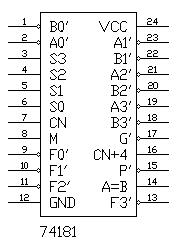 1 B0' VCC 24
2 A0' A1' 23
3 S3 B1' 22
4 S2 A2' 21
5 S1 B2' 20
6 S0 A3' 19
7 CN B3' 18
8 M G' 17
9 F0' CN+4 16
10 F1' P' 15
11 F2' A=B 14
12 GND F3' 13
74181